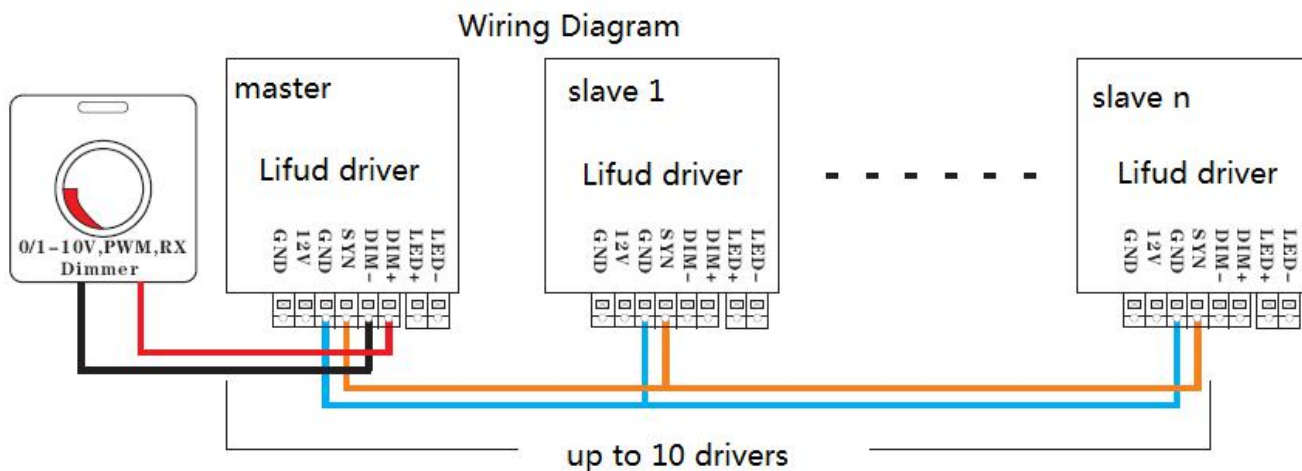 Wiring Diagram
master
slave 1
slave n
Lifud driver
Lifud driver
Lifud driver
0/1-10V,PWM,RX
Dimmer
GND
12V
GND
SYN
DIM-
DIM+
LED+
LED-
GND
12V
GND
SYN
DIM-
DIM+
LED+
LED-
GND
12V
GND
SYN
DIM-
DIM+
LED+
LED-
up to 10 drivers